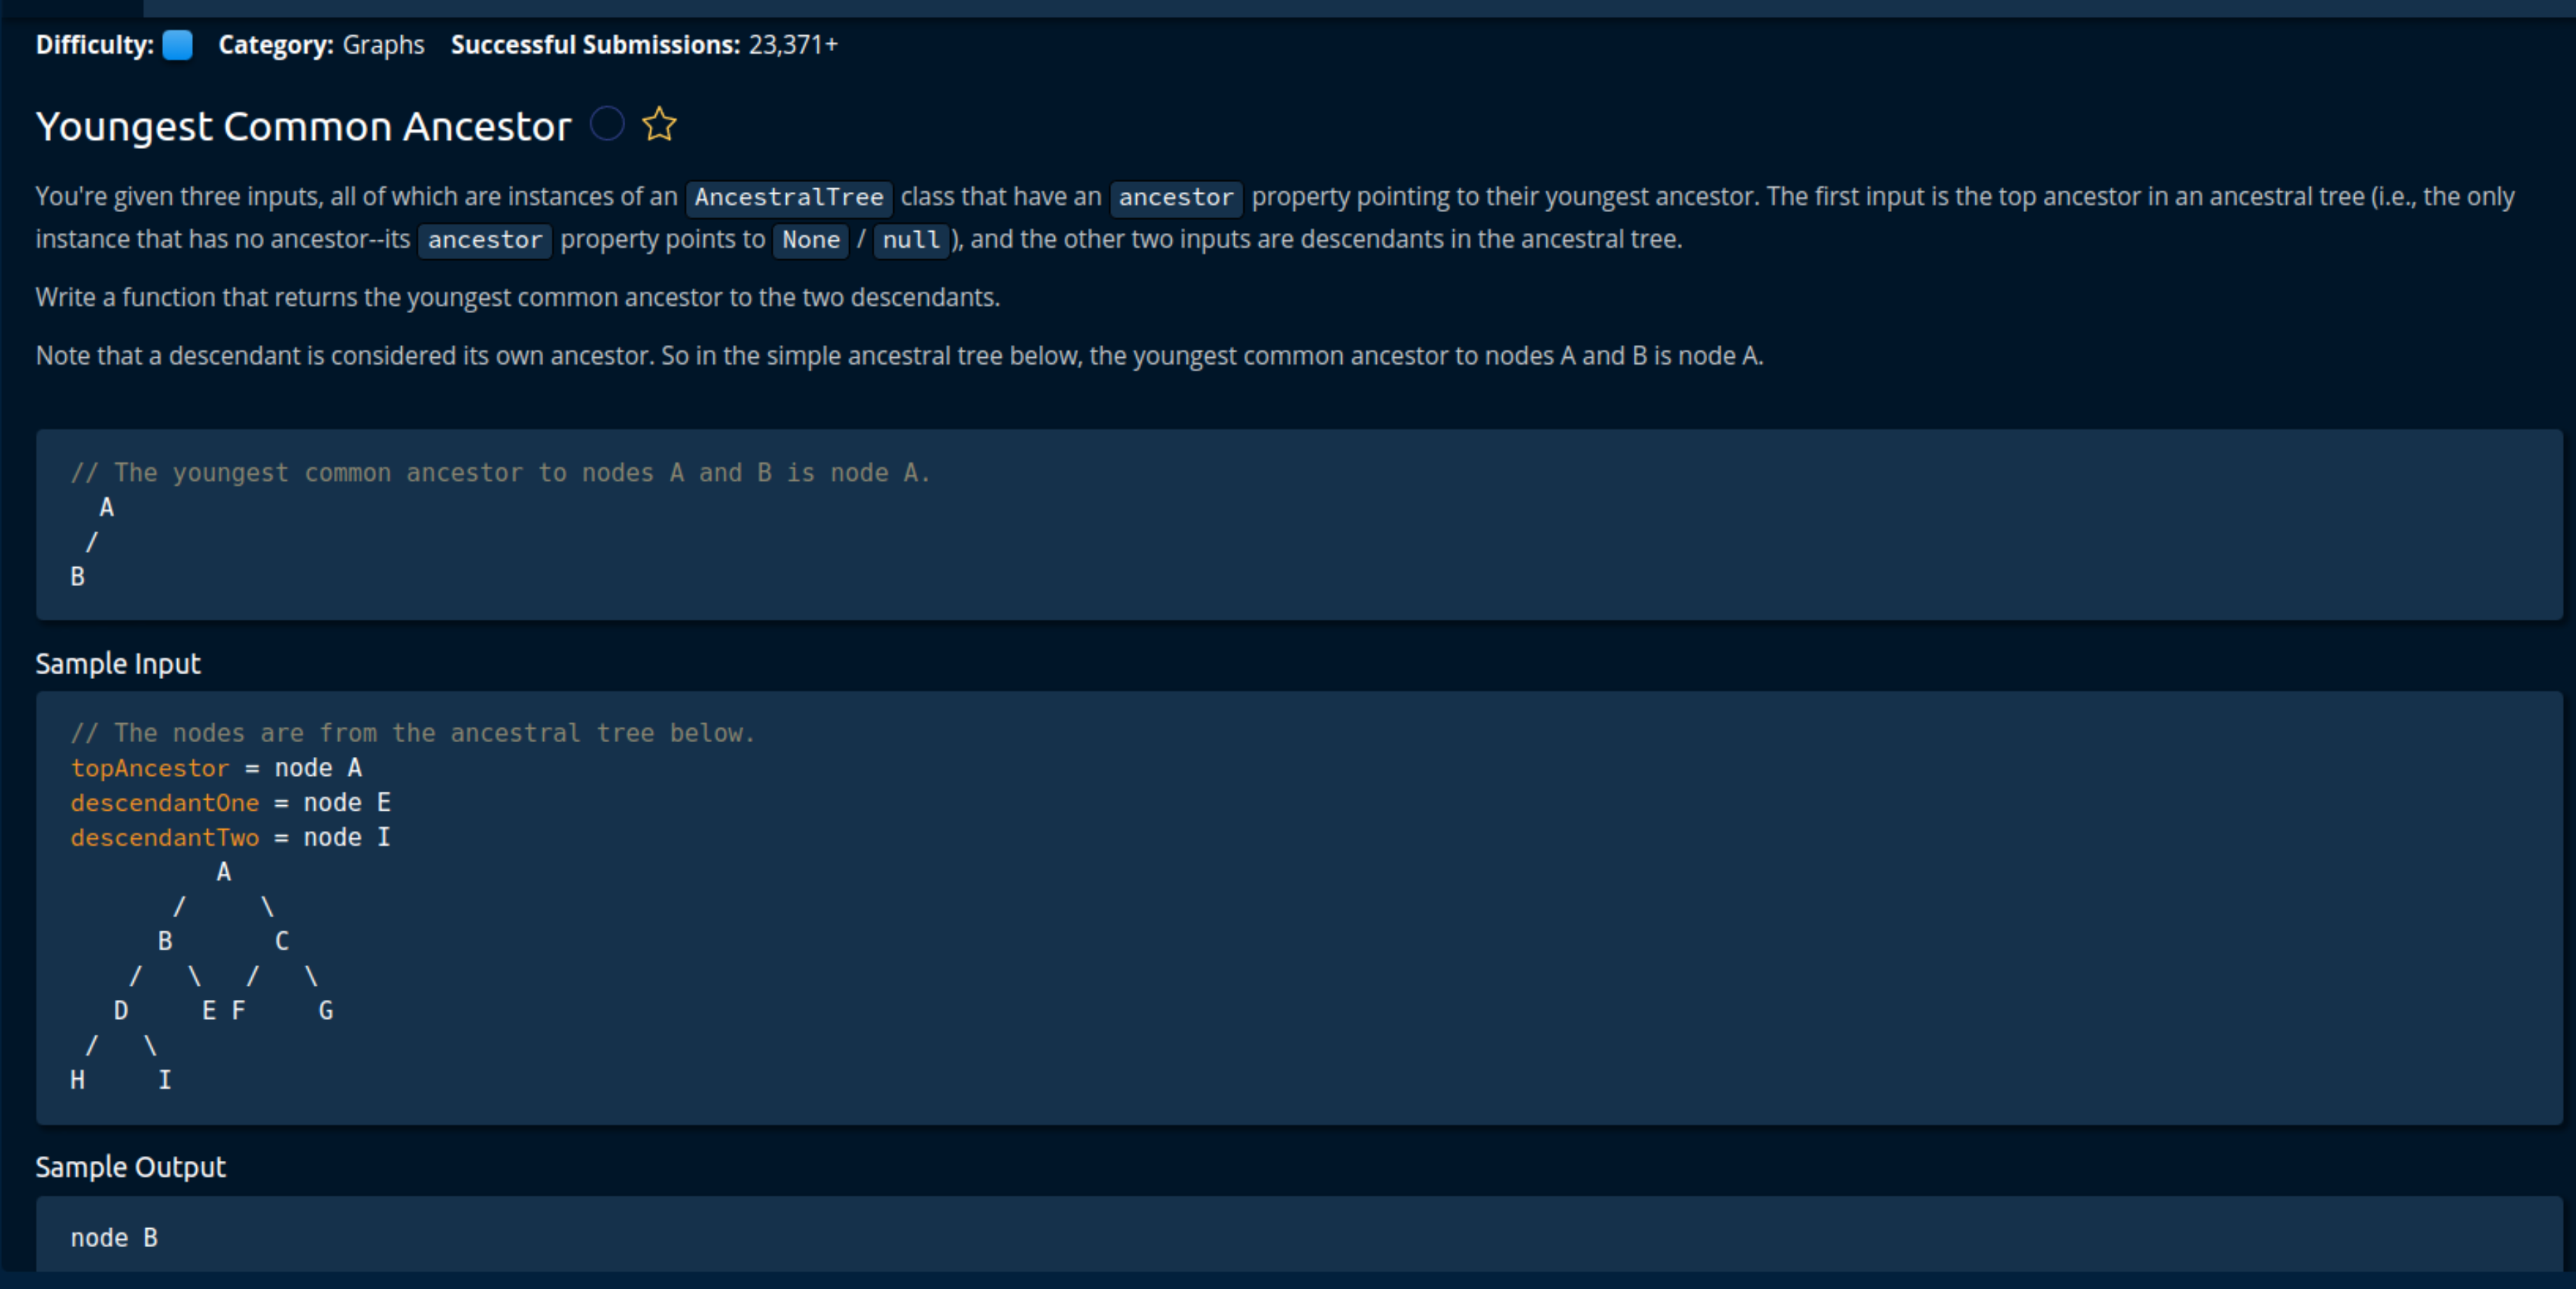 Difficulty: Category: Graphs Successful Submissions: 23,371+
Youngest Common Ancestor
You're given three inputs, all of which are instances of an AncestralTree class that have an ancestor property pointing to their youngest ancestor. The first input is the top ancestor in an ancestral tree (i.e., the only
instance that has no ancestor--its ancestor property points to None / null ), and the other two inputs are descendants in the ancestral tree.
Write a function that returns the youngest common ancestor to the two descendants.
Note that a descendant is considered its own ancestor. So in the simple ancestral tree below, the youngest common ancestor to nodes A and B is node A.
// The youngest common ancestor to nodes A and B is node A.
  A
 /
B
Sample Input
// The nodes are from the ancestral tree below.
topAncestor = node A
descendantOne = node E
descendantTwo = node I
          A
       /     \
      B       C
    /   \   /   \
   D     E F     G
 /   \
H     I
Sample Output
node B